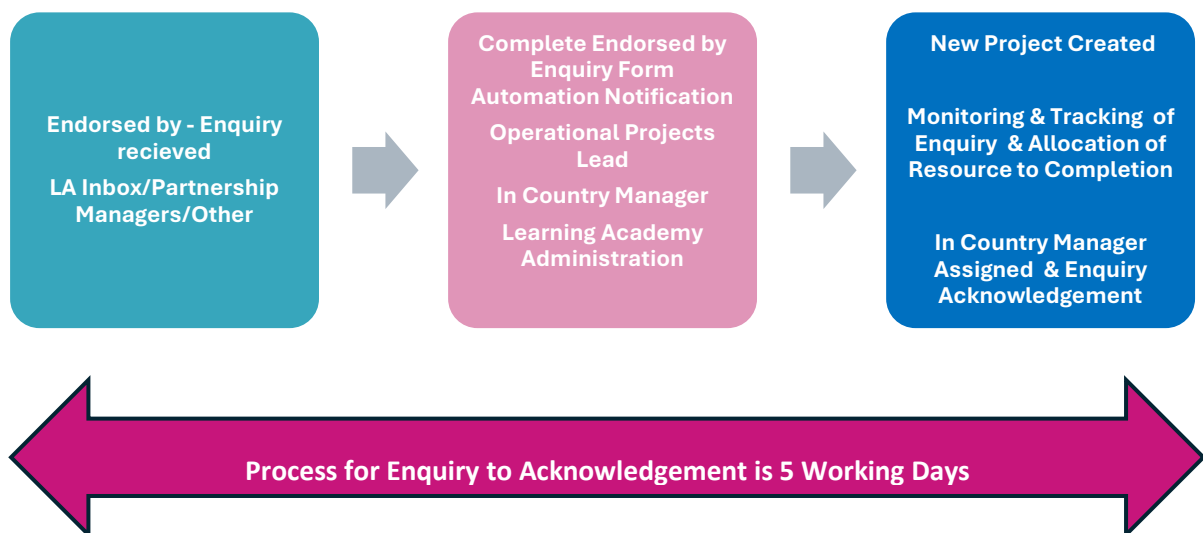 Endorsed by - Enquiry
recieved
LA Inbox/Partnership
Managers/Other
Complete Endorsed by
Enquiry Form
Automation Notification
Operational Projects
Lead
In Country Manager
Learning Academy
Administration
New Project Created
Monitoring & Tracking of
Enquiry & Allocation of
Resource to Completion
In Country Manager
Assigned & Enquiry
Acknowledgement
Process for Enquiry to Acknowledgement is 5 Working Days